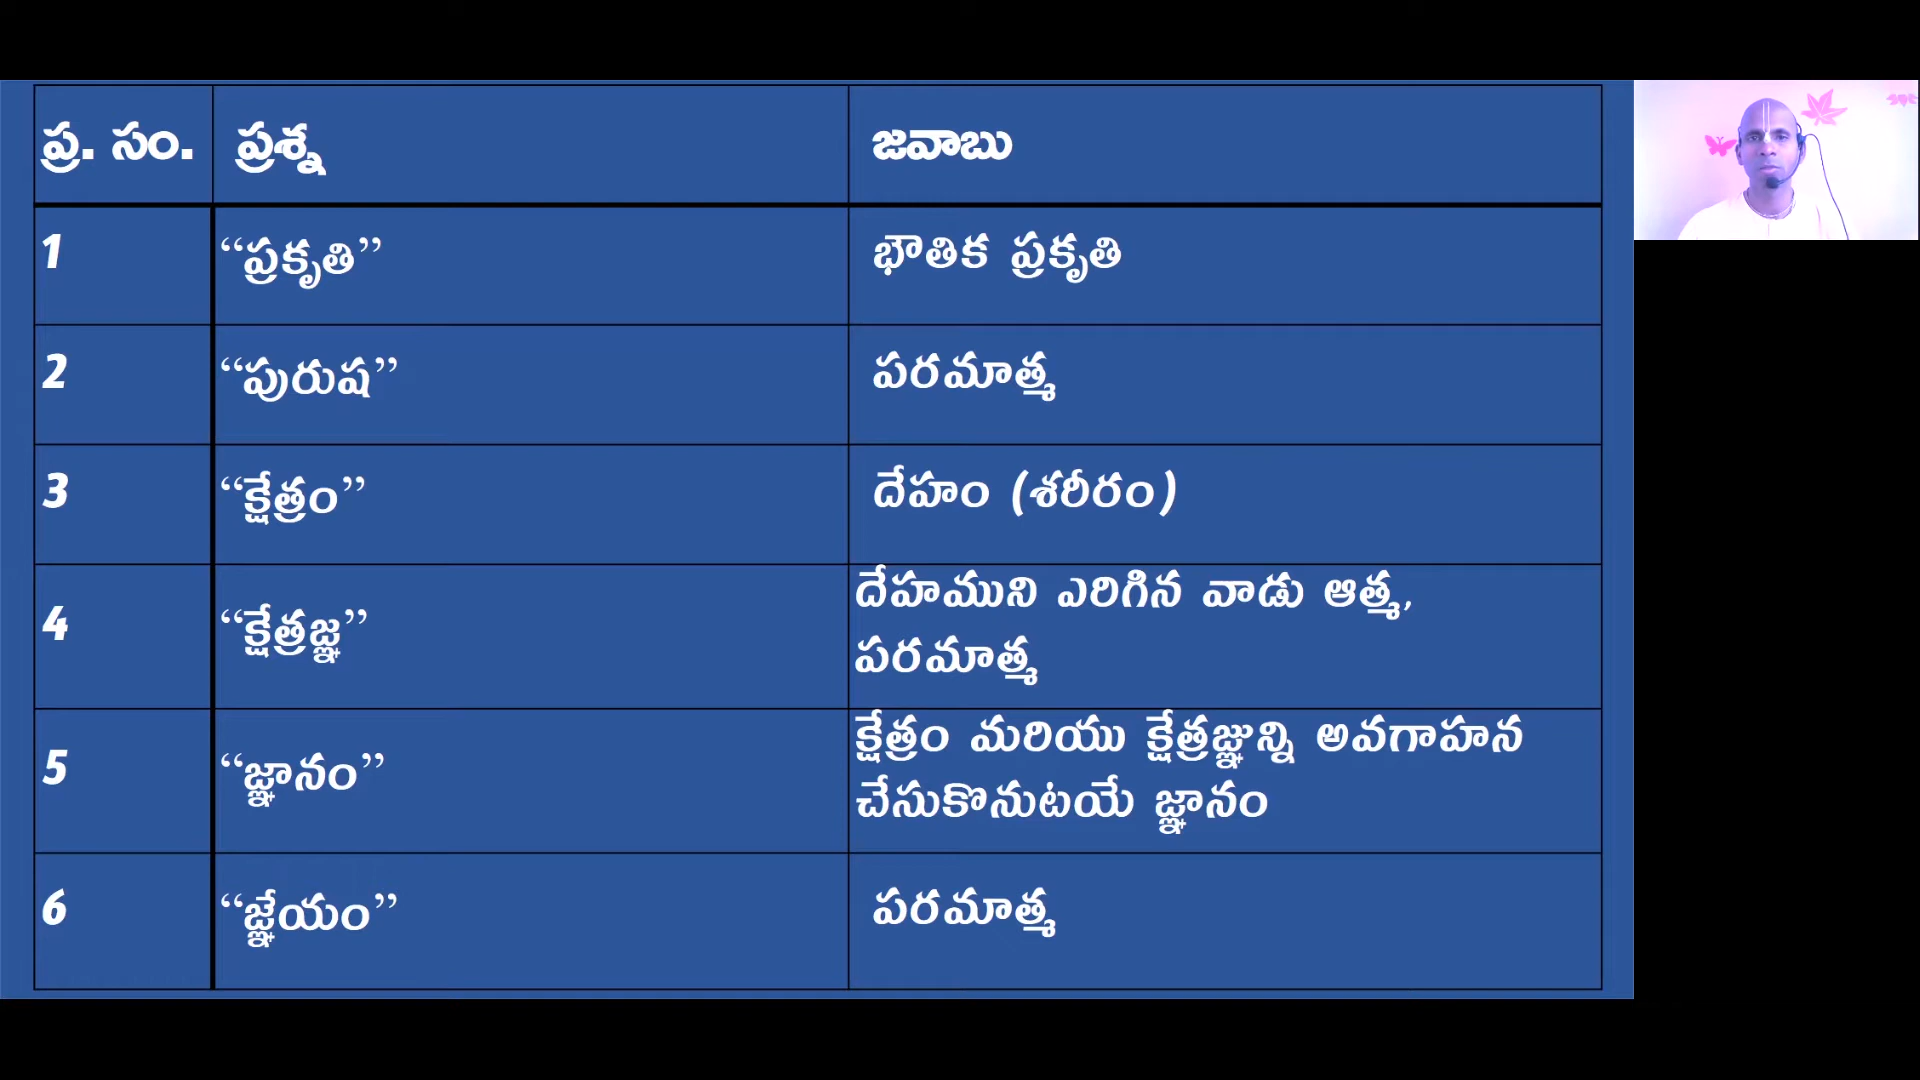 ప్ర. సం. ప్రశ్న జవాబు
1 “ప్రకృతి” భౌతిక ప్రకృతి
2 “పురుష” పరమాత్మ
3 “క్షేత్రం” దేహం (శరీరం)
4 “క్షేత్రజ్ఞ” దేహముని ఎరిగిన వాడు ఆత్మ,
పరమాత్మ
5 “జ్ఞానం” క్షేత్రం మరియు క్షేత్రజ్ఞున్ని అవగాహన
చేసుకొనుటయే జ్ఞానం
6 “జ్ఞేయం” పరమాత్మ